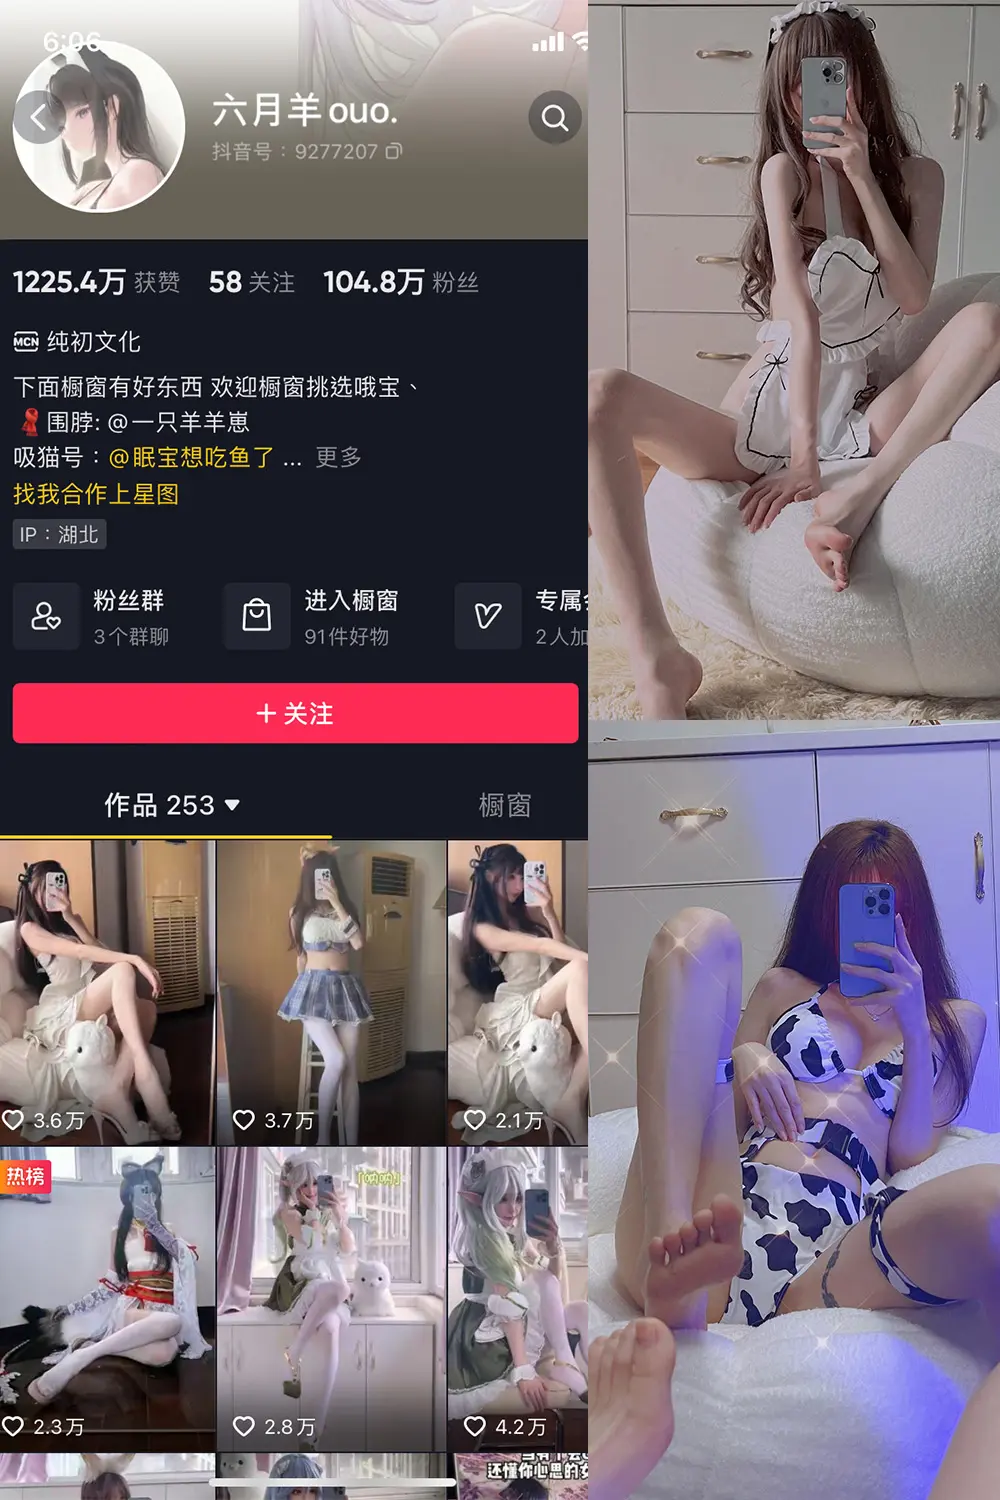 6:06
六月羊ouo.
抖音号：9277207
1225.4万 获赞 58 关注 104.8万 粉丝
MCN 纯初文化
下面橱窗有好东西 欢迎橱窗挑选哦宝、
围脖: @一只羊羊崽
吸猫号：@眠宝想吃鱼了 ... 更多
找我合作上星图
IP：湖北
粉丝群
3个群聊
进入橱窗
91件好物
专属
2人加
+ 关注
作品 253 ▼
橱窗
3.6万
3.7万
2.1万
热榜
2.3万
2.8万
4.2万
还懂你心思的女